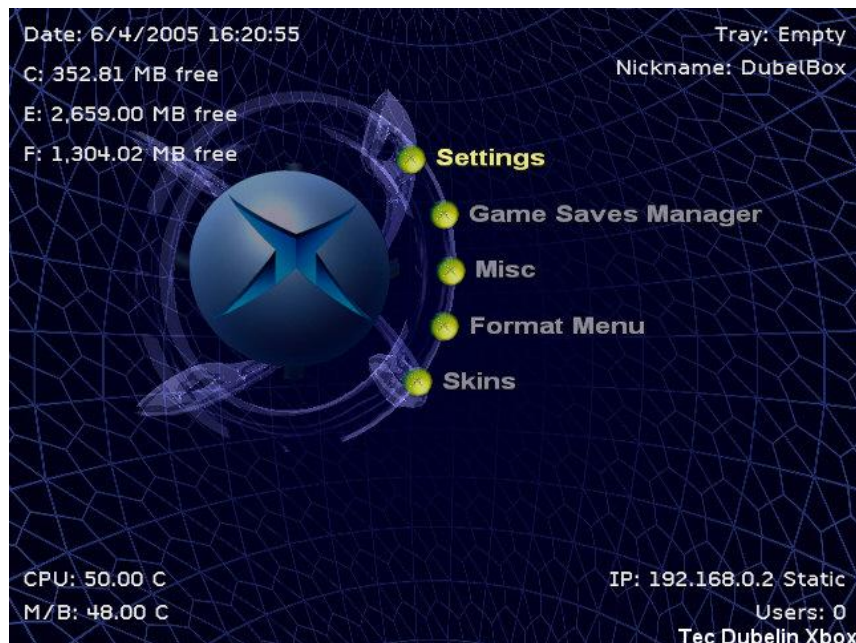 Date: 6/4/2005 16:20:55
Tray: Empty
C: 352.81 MB free
Nickname: DubelBox
E: 2,659.00 MB free
F: 1,304.02 MB free
Settings
Game Saves Manager
Misc
Format Menu
Skins
CPU: 50.00 C
IP: 192.168.0.2 Static
M/B: 48.00 C
Users: 0
Tec Dubelin Xbox